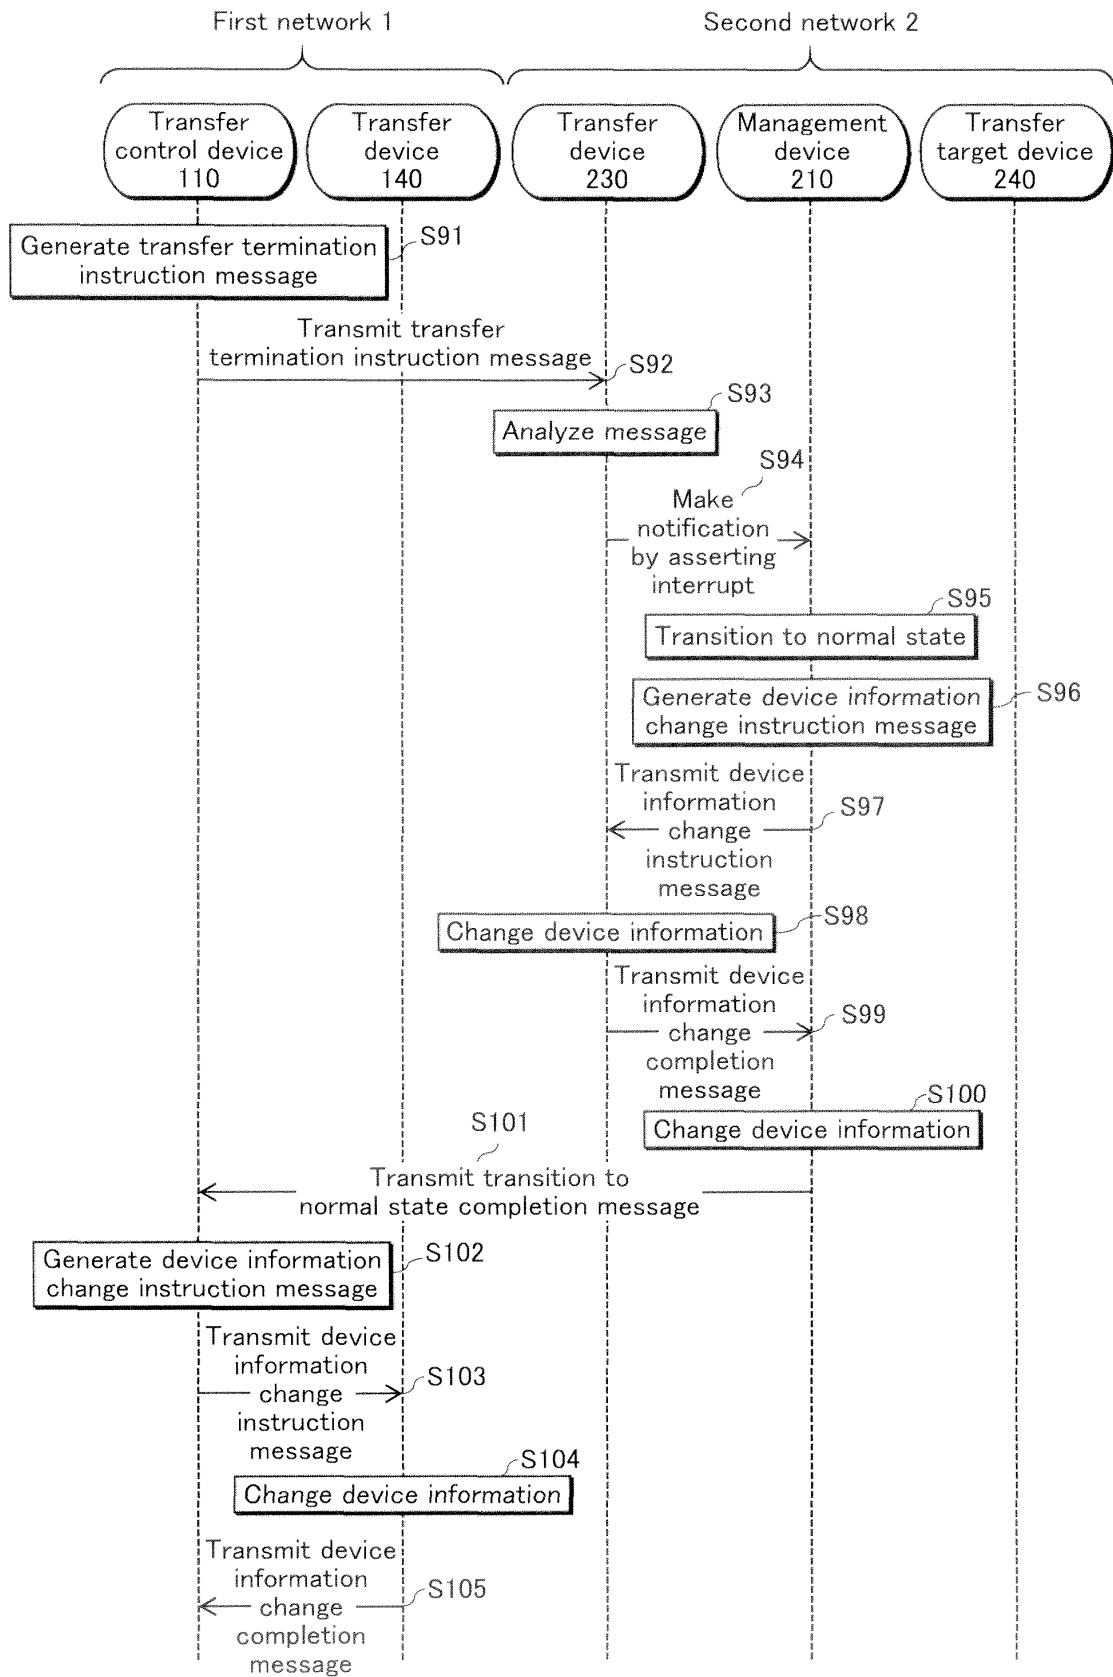 First network 1
Second network 2
Transfer
control device
110
Transfer
device
140
Transfer
device
230
Management
device
210
Transfer
target device
240
Generate transfer termination
instruction message
S91
Transmit transfer
termination instruction message
S92
S93
Analyze message
S94
Make
notification
by asserting
interrupt
S95
Transition to normal state
Generate device information
change instruction message
S96
Transmit device
information
change
instruction
message
S97
Change device information
S98
Transmit device
information
change
completion
message
S99
S100
Change device information
S101
Transmit transition to
normal state completion message
Generate device information
change instruction message
S102
Transmit device
information
change
instruction
message
S103
S104
Change device information
Transmit device
information
change
completion
message
S105